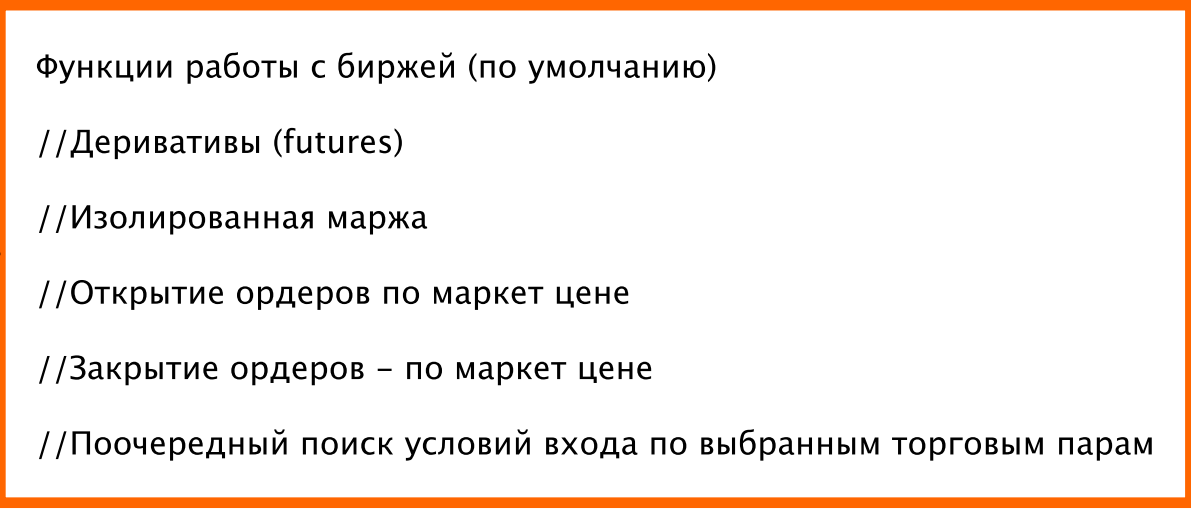 Функции работы с биржей (по умолчанию)
//Деривативы (futures)
//Изолированная маржа
//Открытие ордеров по маркет цене
//Закрытие ордеров – по маркет цене
//Поочередный поиск условий входа по выбранным торговым парам